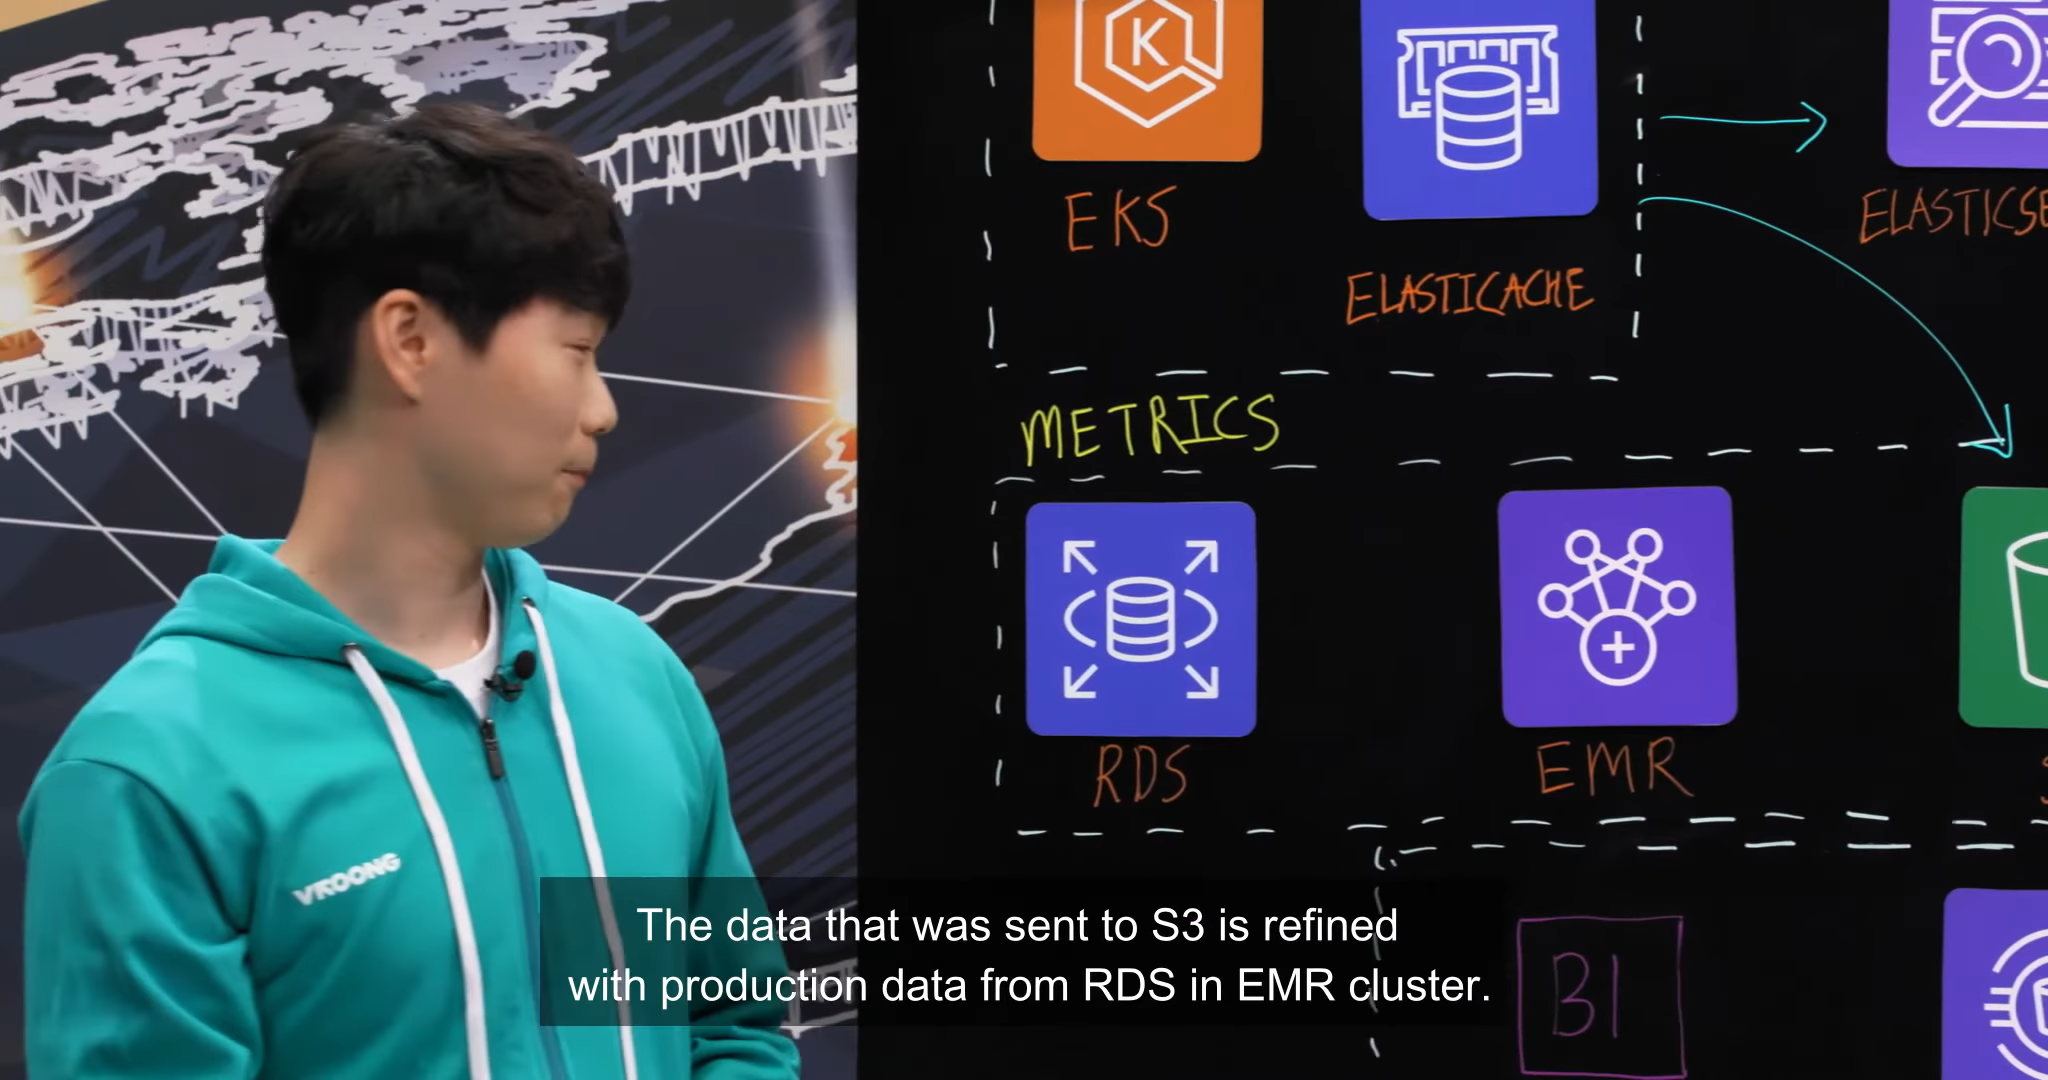 K
EKS
ELASTICACHE
ELASTICSE
METRICS
RDS
EMR
VROONG
The data that was sent to S3 is refined
with production data from RDS in EMR cluster.
BI